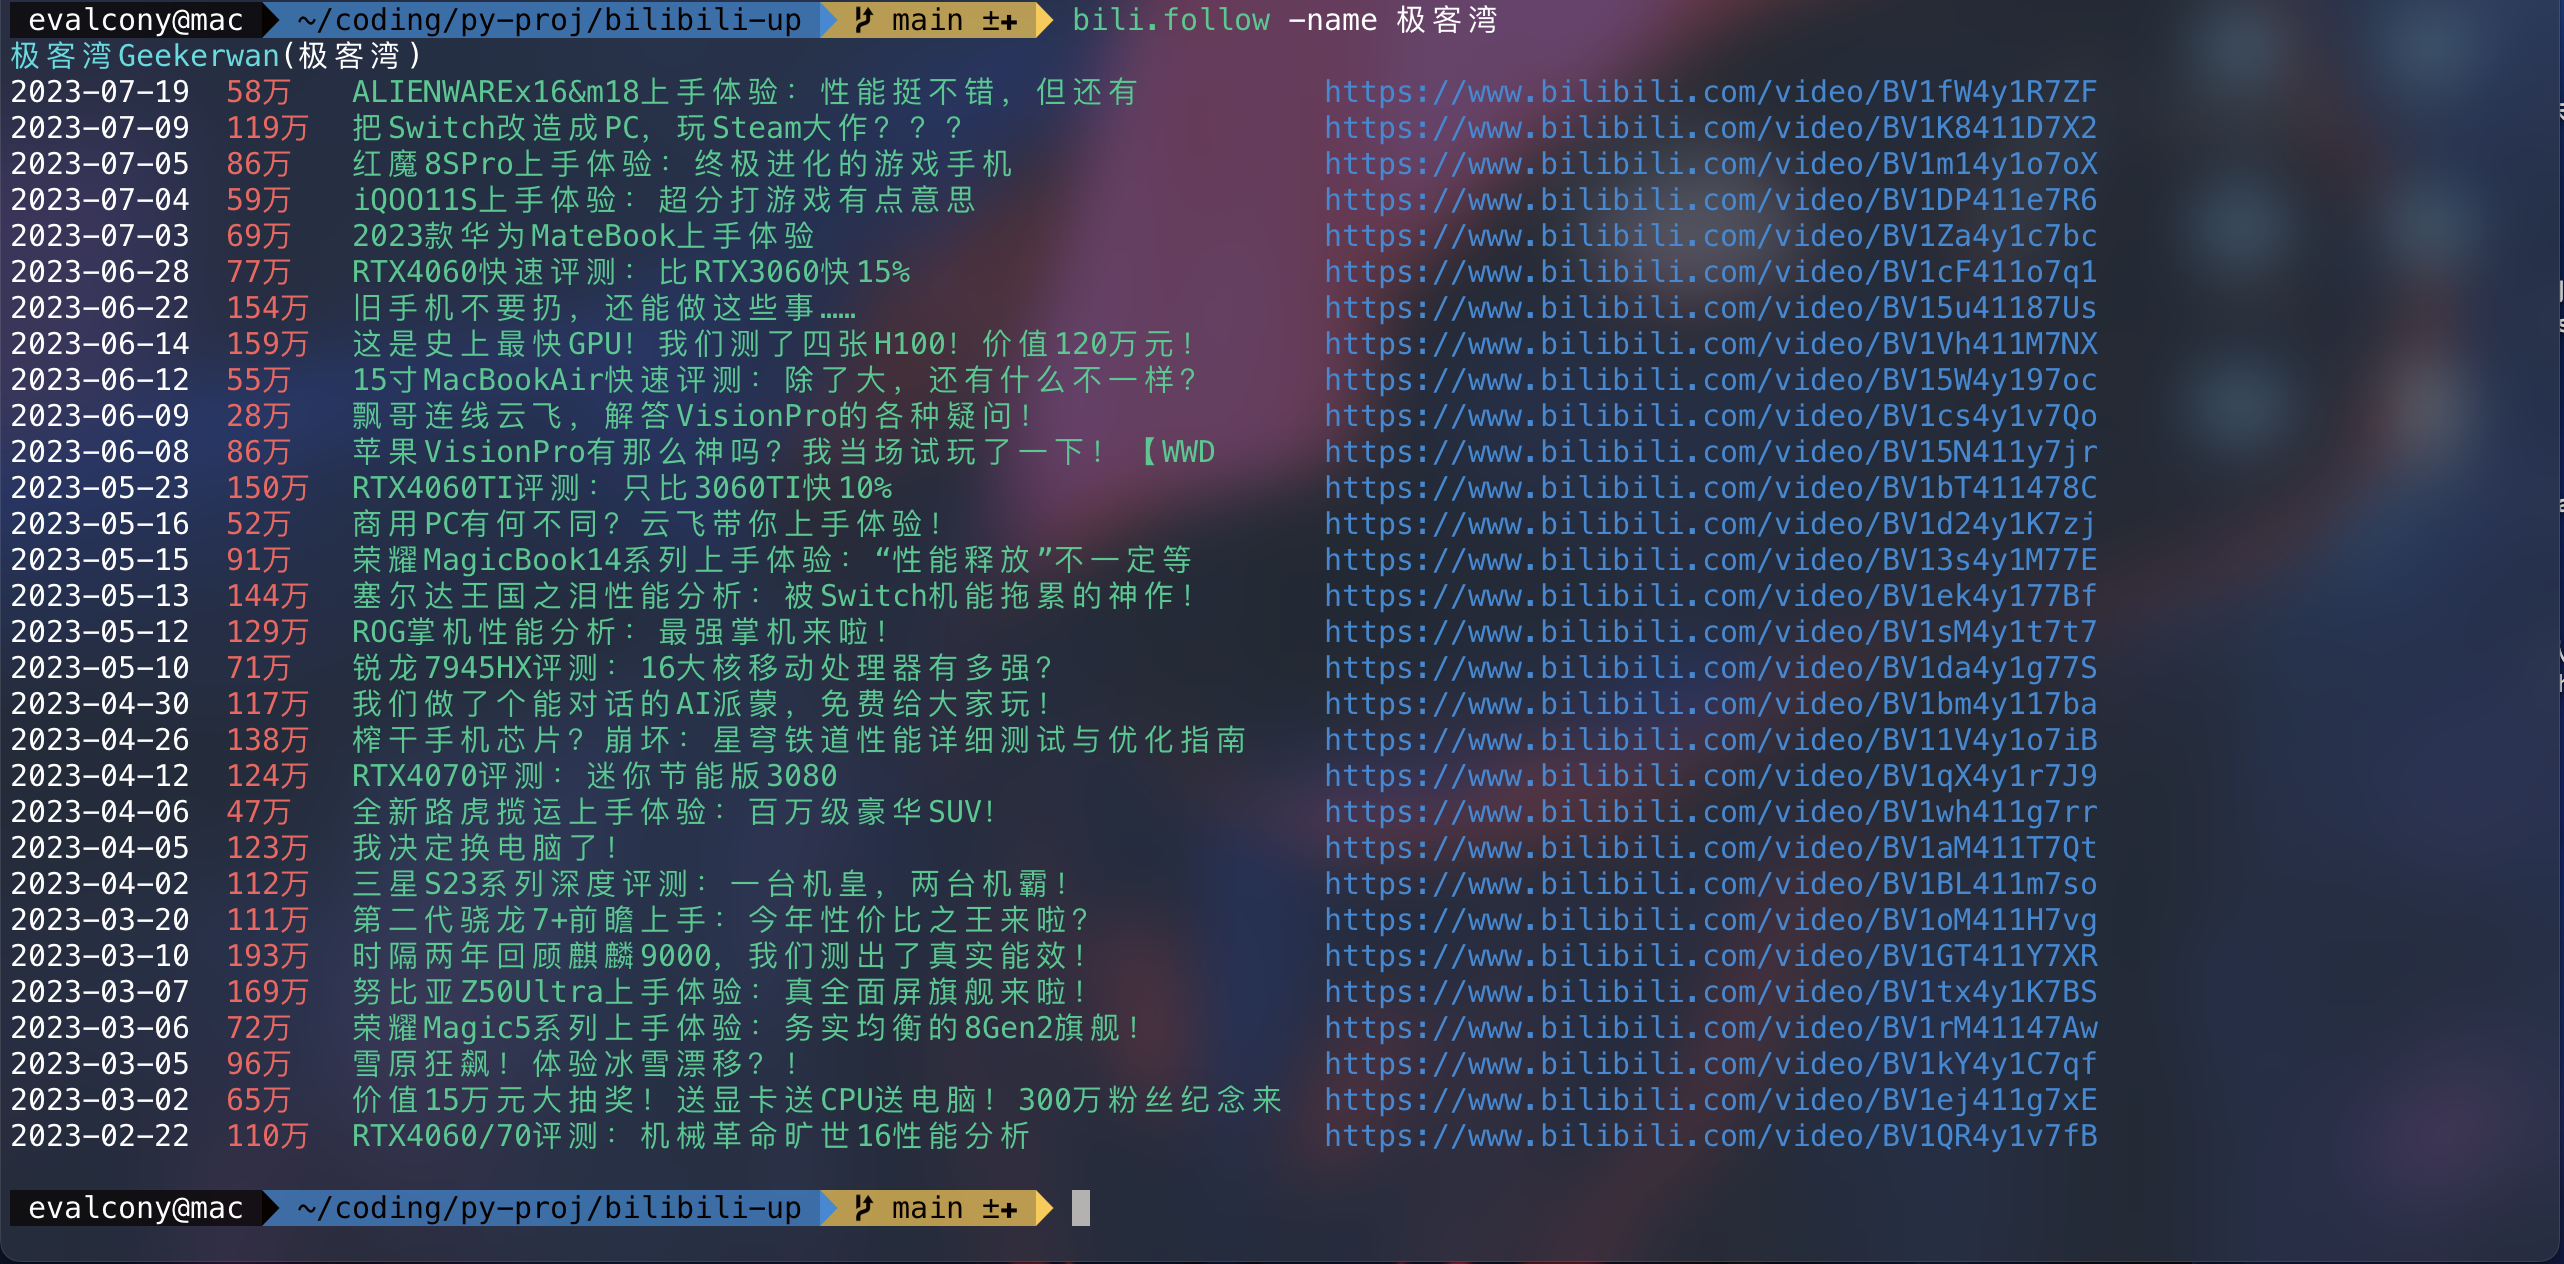 evalcony@mac ~/coding/py-proj/bilibili-up main ±✚ bili.follow -name 极客湾
极客湾Geekerwan(极客湾)
2023-07-19 58万 ALIENWAREx16&m18上手体验：性能挺不错，但还有 https://www.bilibili.com/video/BV1fW4y1R7ZF
2023-07-09 119万 把Switch改造成PC，玩Steam大作？？？ https://www.bilibili.com/video/BV1K8411D7X2
2023-07-05 86万 红魔8SPro上手体验：终极进化的游戏手机 https://www.bilibili.com/video/BV1m14y1o7oX
2023-07-04 59万 iQOO11S上手体验：超分打游戏有点意思 https://www.bilibili.com/video/BV1DP411e7R6
2023-07-03 69万 2023款华为MateBook上手体验 https://www.bilibili.com/video/BV1Za4y1c7bc
2023-06-28 77万 RTX4060快速评测：比RTX3060快15% https://www.bilibili.com/video/BV1cF411o7q1
2023-06-22 154万 旧手机不要扔，还能做这些事…… https://www.bilibili.com/video/BV15u41187Us
2023-06-14 159万 这是史上最快GPU！我们测了四张H100！价值120万元！ https://www.bilibili.com/video/BV1Vh411M7NX
2023-06-12 55万 15寸MacBookAir快速评测：除了大，还有什么不一样？ https://www.bilibili.com/video/BV15W4y197oc
2023-06-09 28万 飘哥连线云飞，解答VisionPro的各种疑问！ https://www.bilibili.com/video/BV1cs4y1v7Qo
2023-06-08 86万 苹果VisionPro有那么神吗？我当场试玩了一下！【WWD https://www.bilibili.com/video/BV15N411y7jr
2023-05-23 150万 RTX4060TI评测：只比3060TI快10% https://www.bilibili.com/video/BV1bT411478C
2023-05-16 52万 商用PC有何不同？云飞带你上手体验！ https://www.bilibili.com/video/BV1d24y1K7zj
2023-05-15 91万 荣耀MagicBook14系列上手体验：“性能释放”不一定等 https://www.bilibili.com/video/BV13s4y1M77E
2023-05-13 144万 塞尔达王国之泪性能分析：被Switch机能拖累的神作！ https://www.bilibili.com/video/BV1ek4y177Bf
2023-05-12 129万 ROG掌机性能分析：最强掌机来啦！ https://www.bilibili.com/video/BV1sM4y1t7t7
2023-05-10 71万 锐龙7945HX评测：16大核移动处理器有多强？ https://www.bilibili.com/video/BV1da4y1g77S
2023-04-30 117万 我们做了个能对话的AI派蒙，免费给大家玩！ https://www.bilibili.com/video/BV1bm4y117ba
2023-04-26 138万 榨干手机芯片？崩坏：星穹铁道性能详细测试与优化指南 https://www.bilibili.com/video/BV11V4y1o7iB
2023-04-12 124万 RTX4070评测：迷你节能版3080 https://www.bilibili.com/video/BV1qX4y1r7J9
2023-04-06 47万 全新路虎揽运上手体验：百万级豪华SUV！ https://www.bilibili.com/video/BV1wh411g7rr
2023-04-05 123万 我决定换电脑了！ https://www.bilibili.com/video/BV1aM411T7Qt
2023-04-02 112万 三星S23系列深度评测：一台机皇，两台机霸！ https://www.bilibili.com/video/BV1BL411m7so
2023-03-20 111万 第二代骁龙7+前瞻上手：今年性价比之王来啦？ https://www.bilibili.com/video/BV1oM411H7vg
2023-03-10 193万 时隔两年回顾麒麟9000，我们测出了真实能效！ https://www.bilibili.com/video/BV1GT411Y7XR
2023-03-07 169万 努比亚Z50Ultra上手体验：真全面屏旗舰来啦！ https://www.bilibili.com/video/BV1tx4y1K7BS
2023-03-06 72万 荣耀Magic5系列上手体验：务实均衡的8Gen2旗舰！ https://www.bilibili.com/video/BV1rM41147Aw
2023-03-05 96万 雪原狂飙！体验冰雪漂移？！ https://www.bilibili.com/video/BV1kY4y1C7qf
2023-03-02 65万 价值15万元大抽奖！送显卡送CPU送电脑！300万粉丝纪念来 https://www.bilibili.com/video/BV1ej411g7xE
2023-02-22 110万 RTX4060/70评测：机械革命旷世16性能分析 https://www.bilibili.com/video/BV1QR4y1v7fB
evalcony@mac ~/coding/py-proj/bilibili-up main ±✚